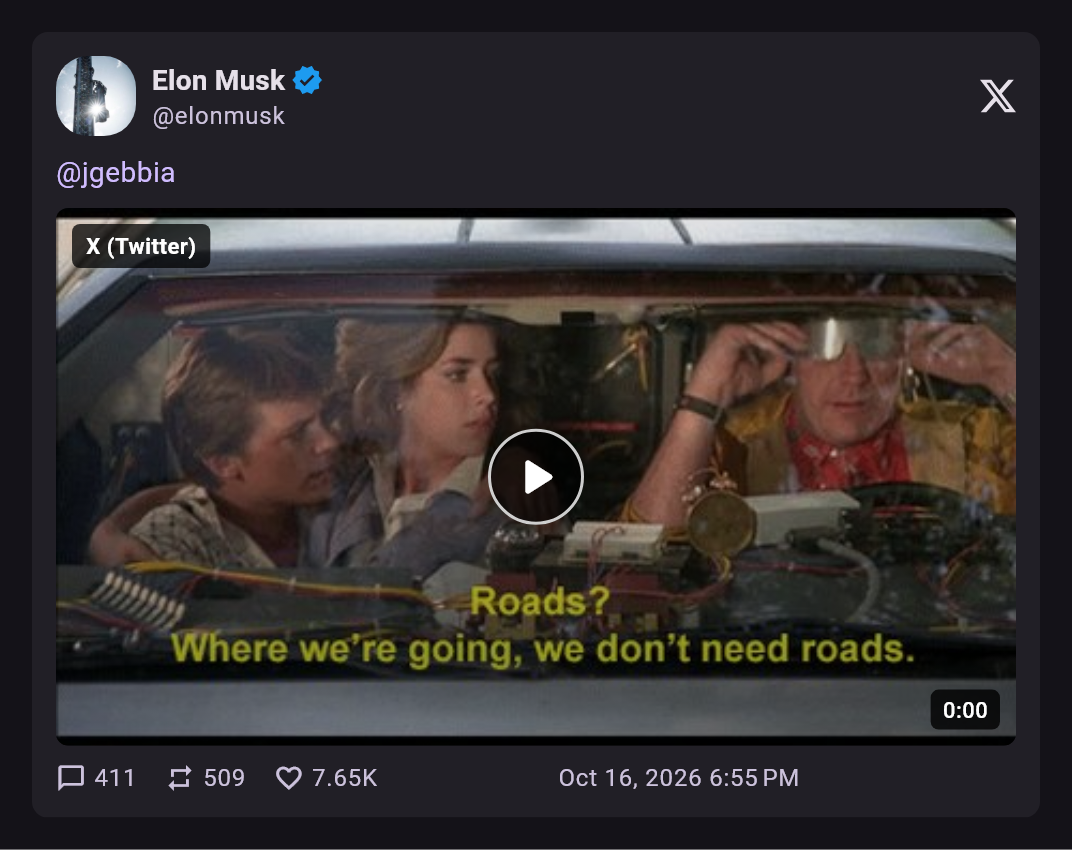 Elon Musk
@elonmusk
@jgebbia
X (Twitter)
Roads?
Where we're going, we don't need roads.
0:00
411 509 7.65K Oct 16, 2026 6:55 PM